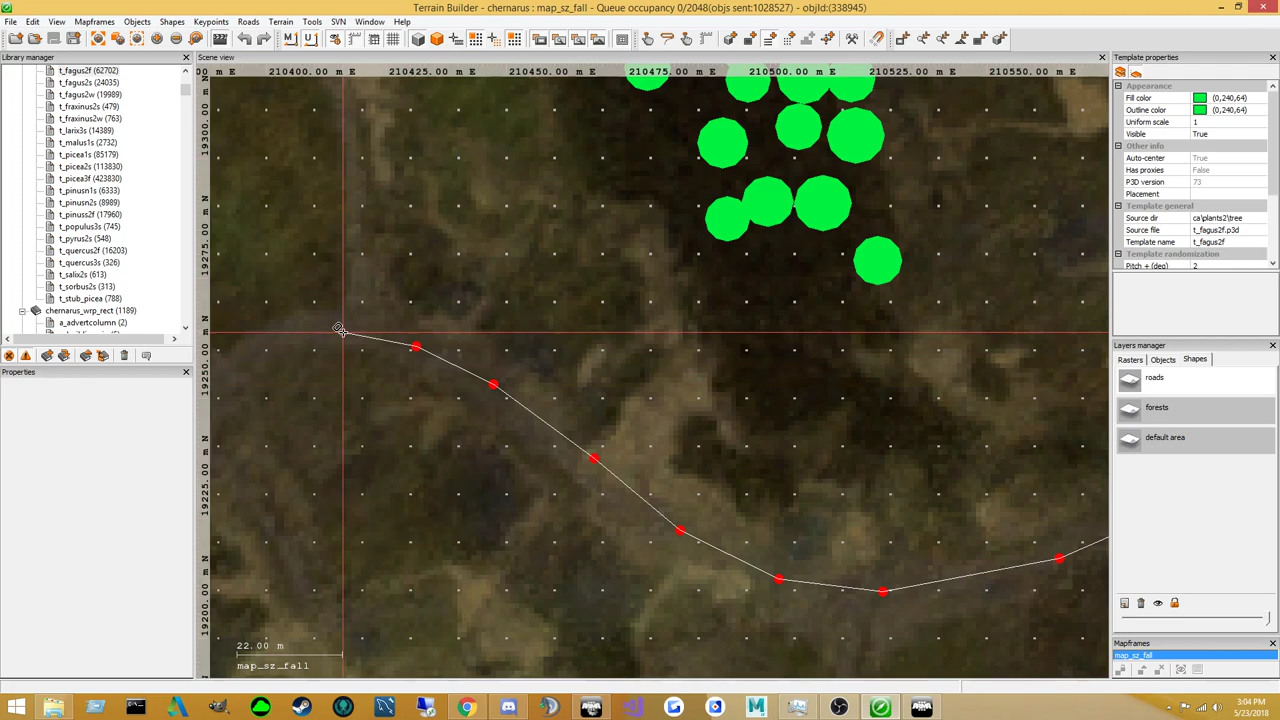 Terrain Builder - chernarus : map_sz_fall - Queue occupancy 0/2048(objs sent:1028527) - objId:(338945)
File Edit View Mapframes Objects Shapes Keypoints Roads Terrain Tools SVN Window Help
Library manager
t_fagus2f (62702)
t_fagus2s (24035)
t_fagus2w (19989)
t_fraxinus2s (479)
t_fraxinus2w (763)
t_larix3s (14389)
t_malus1s (2732)
t_picea1s (85179)
t_picea2s (113830)
t_picea3f (423830)
t_pinusn1s (6333)
t_pinusn2s (8989)
t_pinuss2f (17960)
t_populus3s (745)
t_pyrus2s (548)
t_quercus2f (16203)
t_quercus3s (326)
t_salix2s (613)
t_sorbus2s (313)
t_stub_picea (788)
chernarus_wrp_rect (1189)
a_advertcolumn (2)
Properties
Scene view
00 m E 210400.00 m E 210425.00 m E 210450.00 m E 210475.00 m E 210500.00 m E 210525.00 m E 210550.00 m E
19300.00 m N
19275.00 m N
19250.00 m N
19225.00 m N
19200.00 m N
22.00 m
map_sz_fall
Template properties
Appearance
Fill color (0,240,64)
Outline color (0,240,64)
Uniform scale 1
Visible True
Other info
Auto-center True
Has proxies False
P3D version 73
Placement
Template general
Source dir ca\plants2\tree
Source file t_fagus2f.p3d
Template name t_fagus2f
Template randomization
Pitch + (deg) 2
Layers manager
Rasters Objects Shapes
roads
forests
default area
Mapframes
map_sz_fall
3:04 PM
5/23/2018